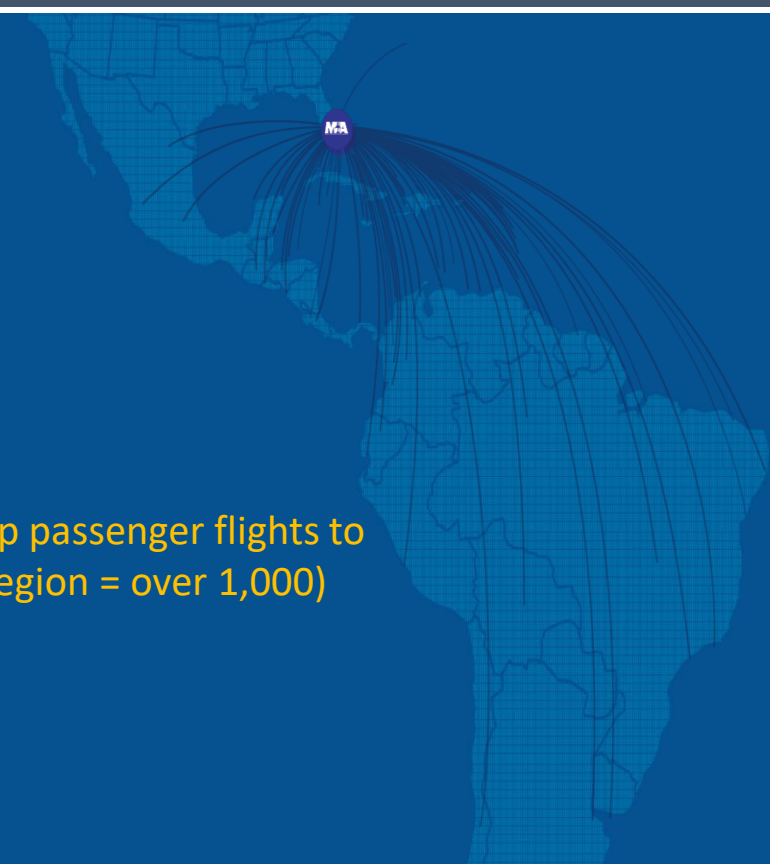 MIA
p passenger flights to
egion = over 1,000)